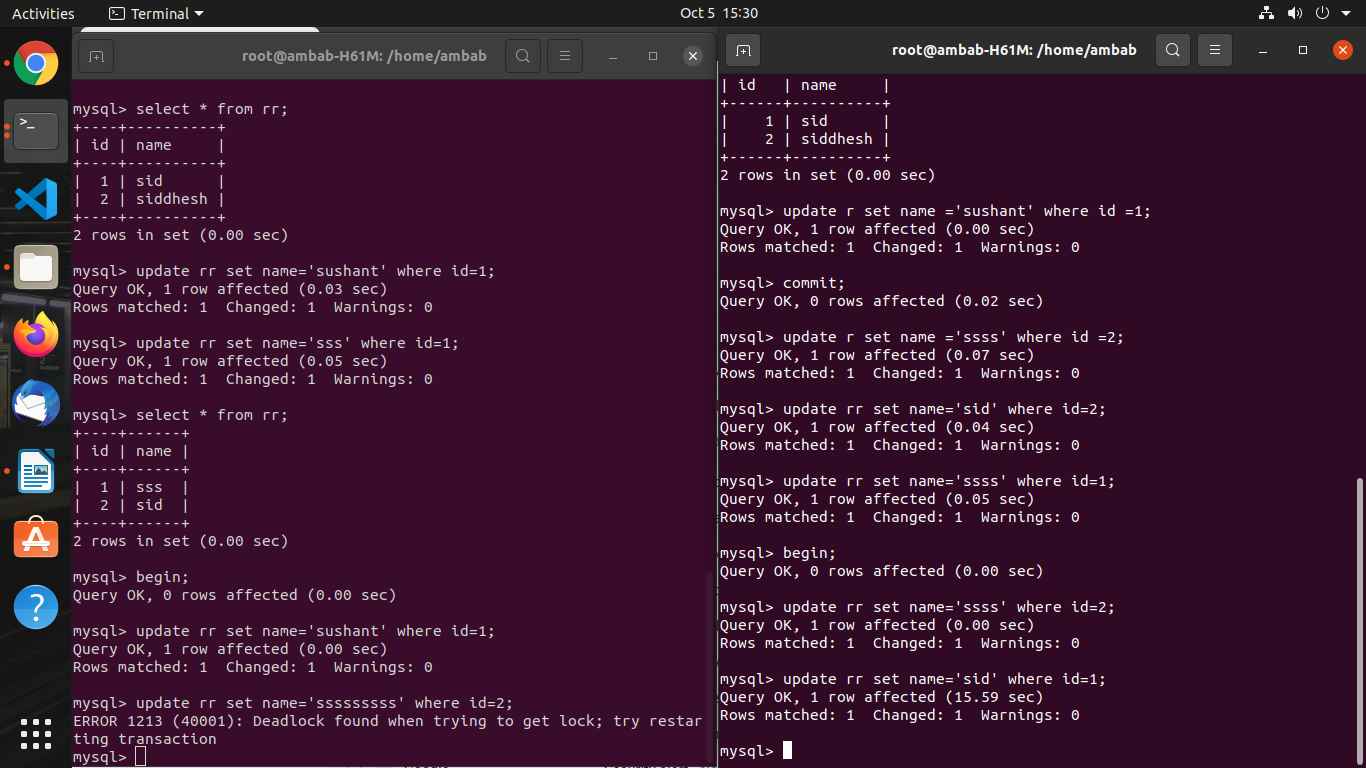 Activities
Terminal
Oct 5 15:30
root@ambab-H61M: /home/ambab
mysql> select * from rr;
+----+----------+
| id | name     |
+----+----------+
|  1 | sid      |
|  2 | siddhesh |
+----+----------+
2 rows in set (0.00 sec)
mysql> update rr set name='sushant' where id=1;
Query OK, 1 row affected (0.03 sec)
Rows matched: 1  Changed: 1  Warnings: 0
mysql> update rr set name='sss' where id=1;
Query OK, 1 row affected (0.05 sec)
Rows matched: 1  Changed: 1  Warnings: 0
mysql> select * from rr;
+----+------+
| id | name |
+----+------+
|  1 | sss  |
|  2 | sid  |
+----+------+
2 rows in set (0.00 sec)
mysql> begin;
Query OK, 0 rows affected (0.00 sec)
mysql> update rr set name='sushant' where id=1;
Query OK, 1 row affected (0.00 sec)
Rows matched: 1  Changed: 1  Warnings: 0
mysql> update rr set name='ssssssssss' where id=2;
ERROR 1213 (40001): Deadlock found when trying to get lock; try restar
ting transaction
mysql>
root@ambab-H61M: /home/ambab
| id   | name     |
+------+----------+
|    1 | sid      |
|    2 | siddhesh |
+------+----------+
2 rows in set (0.00 sec)
mysql> update r set name ='sushant' where id =1;
Query OK, 1 row affected (0.00 sec)
Rows matched: 1  Changed: 1  Warnings: 0
mysql> commit;
Query OK, 0 rows affected (0.02 sec)
mysql> update r set name ='ssss' where id =2;
Query OK, 1 row affected (0.07 sec)
Rows matched: 1  Changed: 1  Warnings: 0
mysql> update rr set name='sid' where id=2;
Query OK, 1 row affected (0.04 sec)
Rows matched: 1  Changed: 1  Warnings: 0
mysql> update rr set name='ssss' where id=1;
Query OK, 1 row affected (0.05 sec)
Rows matched: 1  Changed: 1  Warnings: 0
mysql> begin;
Query OK, 0 rows affected (0.00 sec)
mysql> update rr set name='ssss' where id=2;
Query OK, 1 row affected (0.00 sec)
Rows matched: 1  Changed: 1  Warnings: 0
mysql> update rr set name='sid' where id=1;
Query OK, 1 row affected (15.59 sec)
Rows matched: 1  Changed: 1  Warnings: 0
mysql>